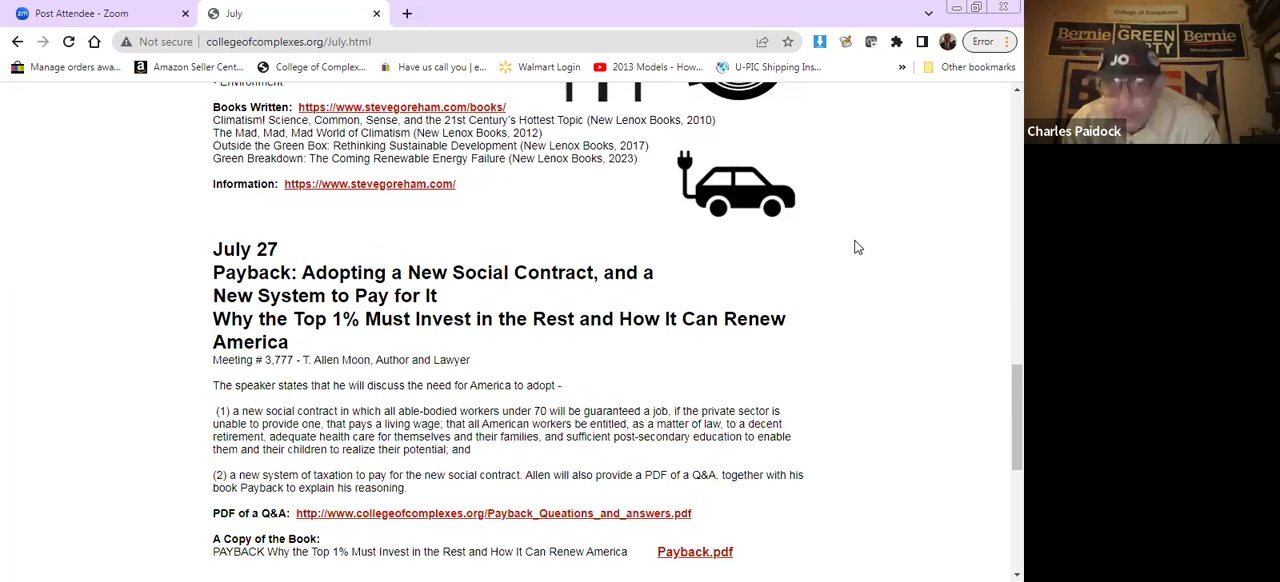 Post Attendee - Zoom
July
Not secure
collegeofcomplexes.org/July.html
Error
Manage orders awa...
Amazon Seller Cent...
College of Complex...
Have us call you | e...
Walmart Login
2013 Models - How...
U-PIC Shipping Ins...
»
Other bookmarks
- Environment
Books Written: https://www.stevegoreham.com/books/
Climatism! Science, Common, Sense, and the 21st Century's Hottest Topic (New Lenox Books, 2010)
The Mad, Mad, Mad World of Climatism (New Lenox Books, 2012)
Outside the Green Box: Rethinking Sustainable Development (New Lenox Books, 2017)
Green Breakdown: The Coming Renewable Energy Failure (New Lenox Books, 2023)
Information: https://www.stevegoreham.com/
July 27
Payback: Adopting a New Social Contract, and a
New System to Pay for It
Why the Top 1% Must Invest in the Rest and How It Can Renew
America
Meeting # 3,777 - T. Allen Moon, Author and Lawyer
The speaker states that he will discuss the need for America to adopt -
(1) a new social contract in which all able-bodied workers under 70 will be guaranteed a job, if the private sector is
unable to provide one, that pays a living wage; that all American workers be entitled, as a matter of law, to a decent
retirement, adequate health care for themselves and their families, and sufficient post-secondary education to enable
them and their children to realize their potential; and
(2) a new system of taxation to pay for the new social contract. Allen will also provide a PDF of a Q&A, together with his
book Payback to explain his reasoning.
PDF of a Q&A: http://www.collegeofcomplexes.org/Payback_Queations_and_answers.pdf
A Copy of the Book:
PAYBACK Why the Top 1% Must Invest in the Rest and How It Can Renew America Payback.pdf
College of Complexes
Bernie
Vote
GREEN
Bernie
Charles Paidock